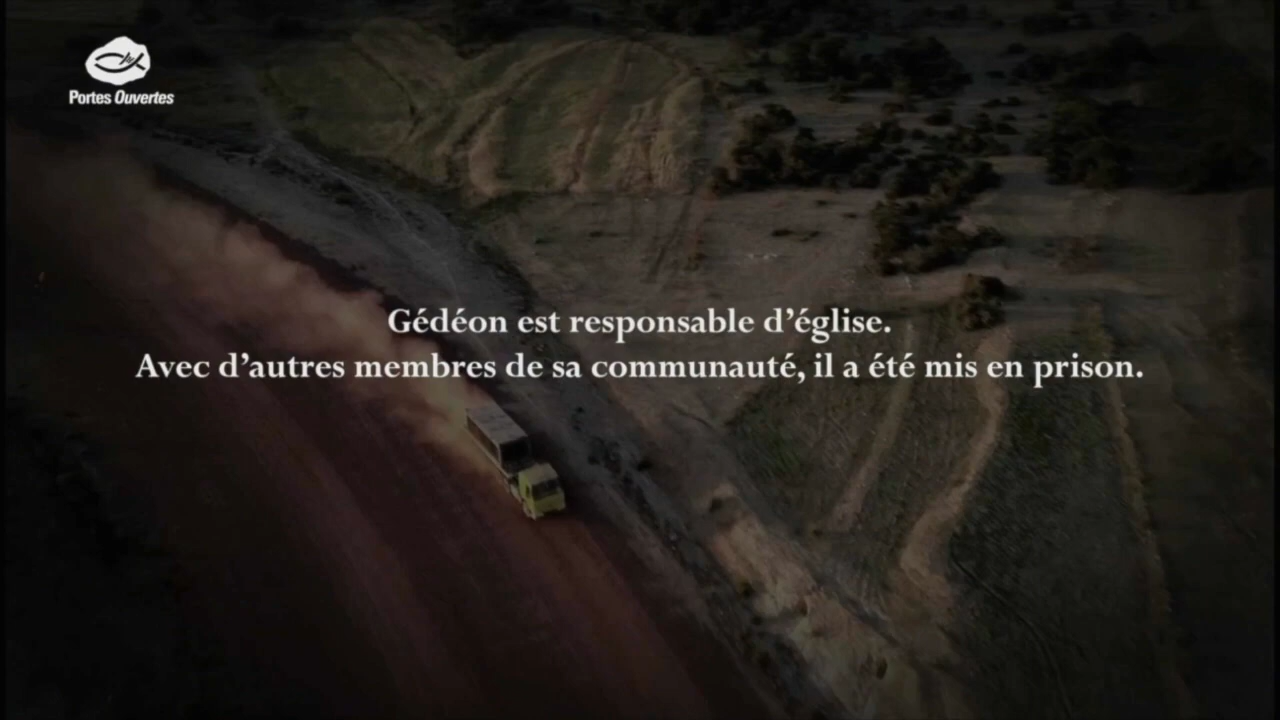 Portes Ouvertes
Gédéon est responsable d’église.
Avec d’autres membres de sa communauté, il a été mis en prison.